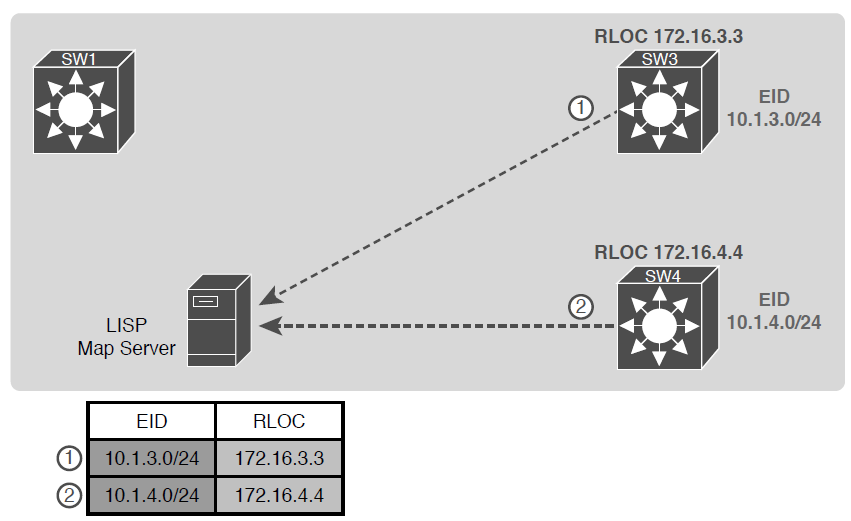 RLOC 172.16.3.3
SW1
SW3
①
EID
10.1.3.0/24
RLOC 172.16.4.4
SW4
②
EID
10.1.4.0/24
LISP
Map Server
EID RLOC
① 10.1.3.0/24 172.16.3.3
② 10.1.4.0/24 172.16.4.4